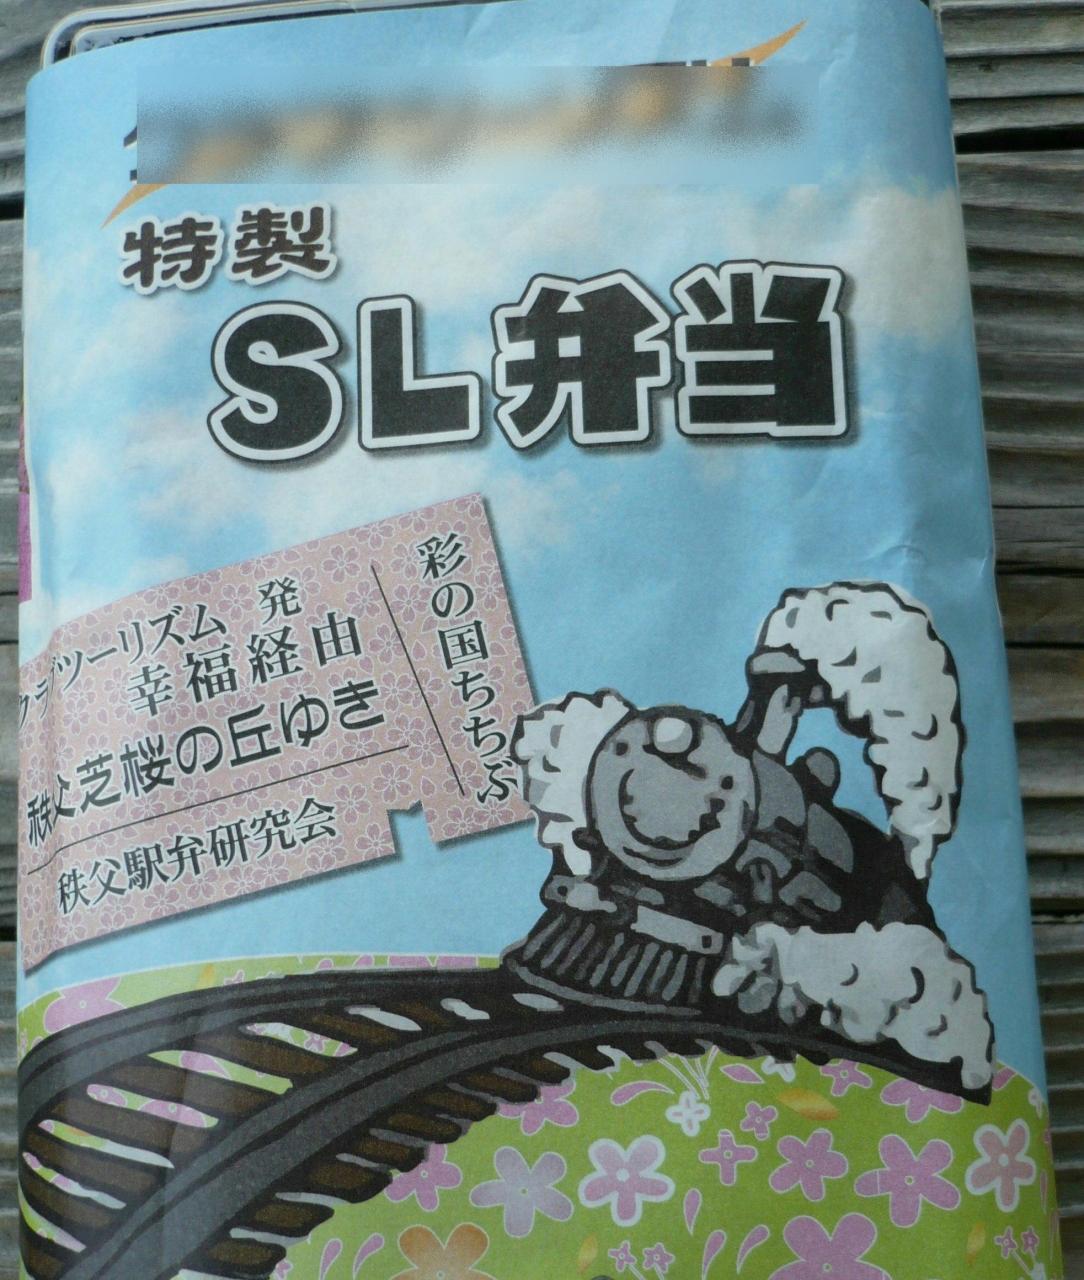 特製
SL弁当
クラブツーリズム 発
幸福経由
秩父芝桜の丘ゆき
秩父駅弁研究会
彩の国ちちぶ